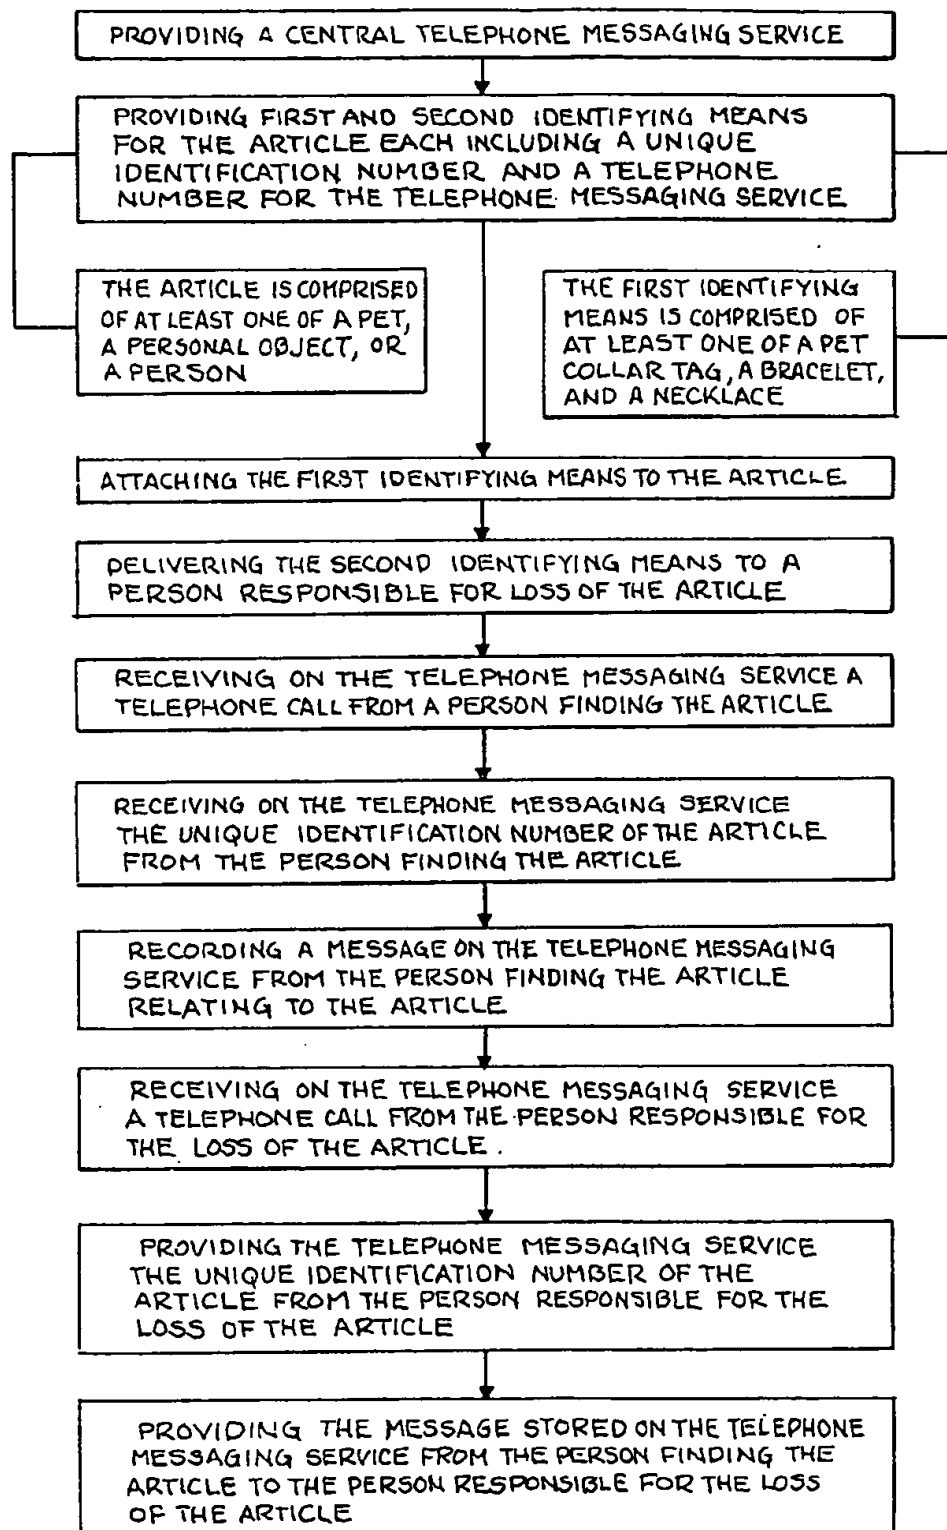 PROVIDING A CENTRAL TELEPHONE MESSAGING SERVICE
PROVIDING FIRST AND SECOND IDENTIFYING MEANS
FOR THE ARTICLE EACH INCLUDING A UNIQUE
IDENTIFICATION NUMBER AND A TELEPHONE
NUMBER FOR THE TELEPHONE MESSAGING SERVICE
THE ARTICLE IS COMPRISED
OF AT LEAST ONE OF A PET,
A PERSONAL OBJECT, OR
A PERSON
THE FIRST IDENTIFYING
MEANS IS COMPRISED OF
AT LEAST ONE OF A PET
COLLAR TAG, A BRACELET,
AND A NECKLACE
ATTACHING THE FIRST IDENTIFYING MEANS TO THE ARTICLE
DELIVERING THE SECOND IDENTIFYING MEANS TO A
PERSON RESPONSIBLE FOR LOSS OF THE ARTICLE
RECEIVING ON THE TELEPHONE MESSAGING SERVICE A
TELEPHONE CALL FROM A PERSON FINDING THE ARTICLE
RECEIVING ON THE TELEPHONE MESSAGING SERVICE
THE UNIQUE IDENTIFICATION NUMBER OF THE ARTICLE
FROM THE PERSON FINDING THE ARTICLE
RECORDING A MESSAGE ON THE TELEPHONE MESSAGING
SERVICE FROM THE PERSON FINDING THE ARTICLE
RELATING TO THE ARTICLE
RECEIVING ON THE TELEPHONE MESSAGING SERVICE
A TELEPHONE CALL FROM THE PERSON RESPONSIBLE FOR
THE LOSS OF THE ARTICLE.
PROVIDING THE TELEPHONE MESSAGING SERVICE
THE UNIQUE IDENTIFICATION NUMBER OF THE
ARTICLE FROM THE PERSON RESPONSIBLE FOR THE
LOSS OF THE ARTICLE
PROVIDING THE MESSAGE STORED ON THE TELEPHONE
MESSAGING SERVICE FROM THE PERSON FINDING THE
ARTICLE TO THE PERSON RESPONSIBLE FOR THE LOSS
OF THE ARTICLE